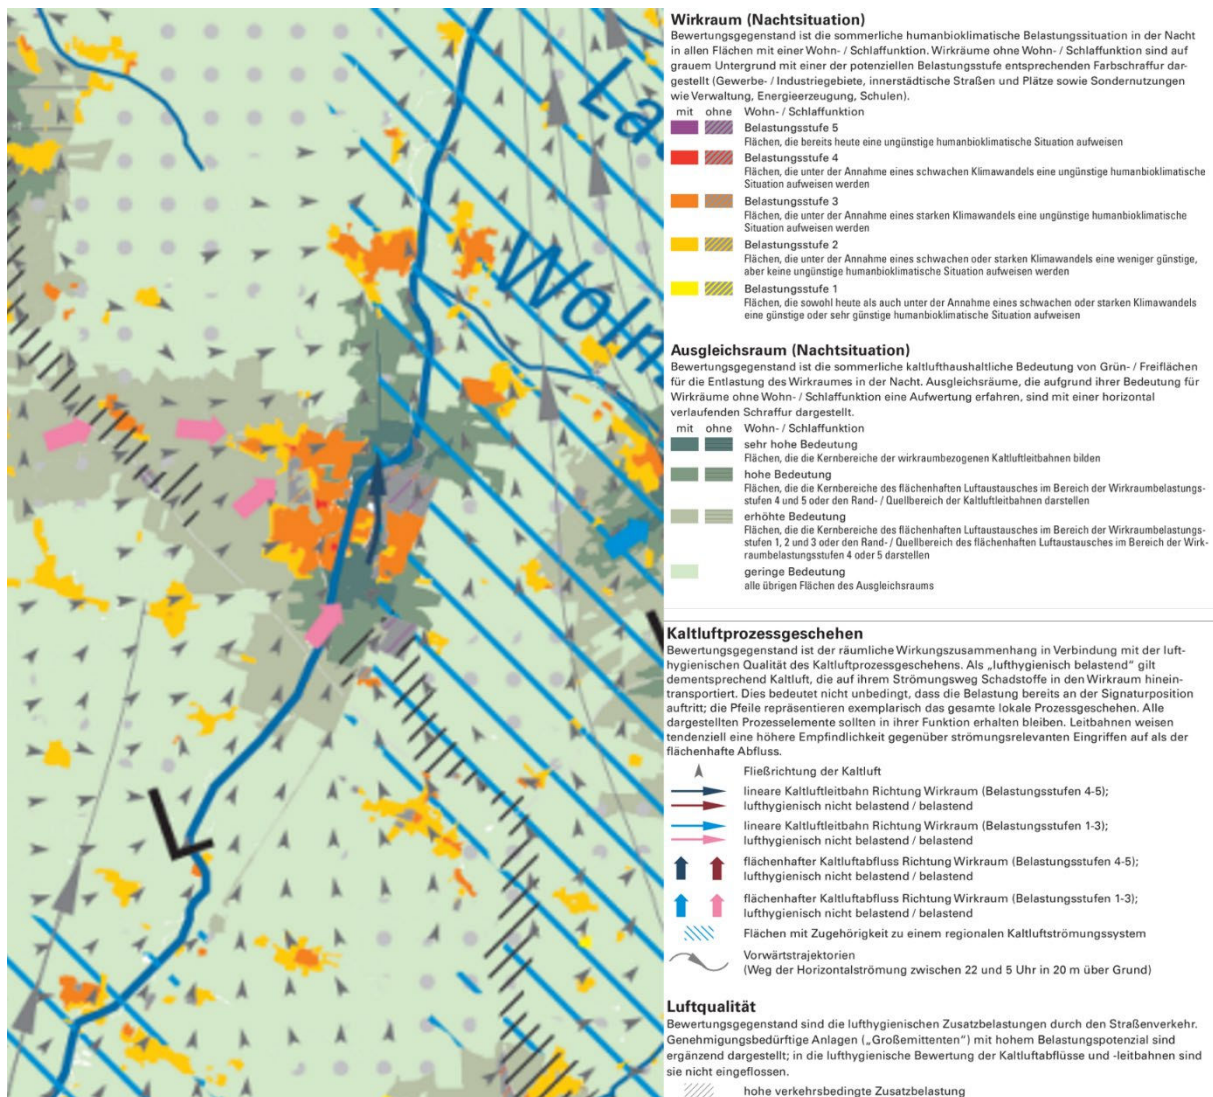 La
Woln
Wirkraum (Nachtsituation)
Bewertungsgegenstand ist die sommerliche humanbioklimatische Belastungssituation in der Nacht
in allen Flächen mit einer Wohn- / Schlaffunktion. Wirkräume ohne Wohn- / Schlaffunktion sind auf
grauem Untergrund mit einer der potenziellen Belastungsstufe entsprechenden Farbschraffur dar-
gestellt (Gewerbe- / Industriegebiete, innerstädtische Straßen und Plätze sowie Sondernutzungen
wie Verwaltung, Energieerzeugung, Schulen).
mit ohne Wohn- / Schlaffunktion
Belastungsstufe 5
Flächen, die bereits heute eine ungünstige humanbioklimatische Situation aufweisen
Belastungsstufe 4
Flächen, die unter der Annahme eines schwachen Klimawandels eine ungünstige humanbioklimatische
Situation aufweisen werden
Belastungsstufe 3
Flächen, die unter der Annahme eines starken Klimawandels eine ungünstige humanbioklimatische
Situation aufweisen werden
Belastungsstufe 2
Flächen, die unter der Annahme eines schwachen oder starken Klimawandels eine weniger günstige,
aber keine ungünstige humanbioklimatische Situation aufweisen werden
Belastungsstufe 1
Flächen, die sowohl heute als auch unter der Annahme eines schwachen oder starken Klimawandels
eine günstige oder sehr günstige humanbioklimatische Situation aufweisen
Ausgleichsraum (Nachtsituation)
Bewertungsgegenstand ist die sommerliche kaltlufthaushaltliche Bedeutung von Grün- / Freiflächen
für die Entlastung des Wirkraumes in der Nacht. Ausgleichsräume, die aufgrund ihrer Bedeutung für
Wirkräume ohne Wohn- / Schlaffunktion eine Aufwertung erfahren, sind mit einer horizontal
verlaufenden Schraffur dargestellt.
mit ohne Wohn- / Schlaffunktion
sehr hohe Bedeutung
Flächen, die die Kernbereiche der wirkraumbezogenen Kaltluftleitbahnen bilden
hohe Bedeutung
Flächen, die die Kernbereiche des flächenhaften Luftaustausches im Bereich der Wirkraumbelastungs-
stufen 4 und 5 oder den Rand- / Quellbereich der Kaltluftleitbahnen darstellen
erhöhte Bedeutung
Flächen, die die Kernbereiche des flächenhaften Luftaustausches im Bereich der Wirkraumbelastungs-
stufen 1, 2 und 3 oder den Rand- / Quellbereich des flächenhaften Luftaustausches im Bereich der Wirk-
raumbelastungsstufen 4 oder 5 darstellen
geringe Bedeutung
alle übrigen Flächen des Ausgleichsraums
Kaltluftprozessgeschehen
Bewertungsgegenstand ist der räumliche Wirkungszusammenhang in Verbindung mit der luft-
hygienischen Qualität des Kaltluftprozessgeschehens. Als „lufthygienisch belastend“ gilt
dementsprechend Kaltluft, die auf ihrem Strömungsweg Schadstoffe in den Wirkraum hinein-
transportiert. Dies bedeutet nicht unbedingt, dass die Belastung bereits an der Signaturposition
auftritt; die Pfeile repräsentieren exemplarisch das gesamte lokale Prozessgeschehen. Alle
dargestellten Prozesselemente sollten in ihrer Funktion erhalten bleiben. Leitbahnen weisen
tendenziell eine höhere Empfindlichkeit gegenüber strömungsrelevanten Eingriffen auf als der
flächenhafte Abfluss.
Fließrichtung der Kaltluft
lineare Kaltluftleitbahn Richtung Wirkraum (Belastungsstufen 4-5);
lufthygienisch nicht belastend / belastend
lineare Kaltluftleitbahn Richtung Wirkraum (Belastungsstufen 1-3);
lufthygienisch nicht belastend / belastend
flächenhafter Kaltluftabfluss Richtung Wirkraum (Belastungsstufen 4-5);
lufthygienisch nicht belastend / belastend
flächenhafter Kaltluftabfluss Richtung Wirkraum (Belastungsstufen 1-3);
lufthygienisch nicht belastend / belastend
Flächen mit Zugehörigkeit zu einem regionalen Kaltluftströmungssystem
Vorwärtstrajektorien
(Weg der Horizontalströmung zwischen 22 und 5 Uhr in 20 m über Grund)
Luftqualität
Bewertungsgegenstand sind die lufthygienischen Zusatzbelastungen durch den Straßenverkehr.
Genehmigungsbedürftige Anlagen („Großemittenten“) mit hohem Belastungspotenzial sind
ergänzend dargestellt; in die lufthygienische Bewertung der Kaltluftabflüsse und -leitbahnen sind
sie nicht eingeflossen.
hohe verkehrsbedingte Zusatzbelastung